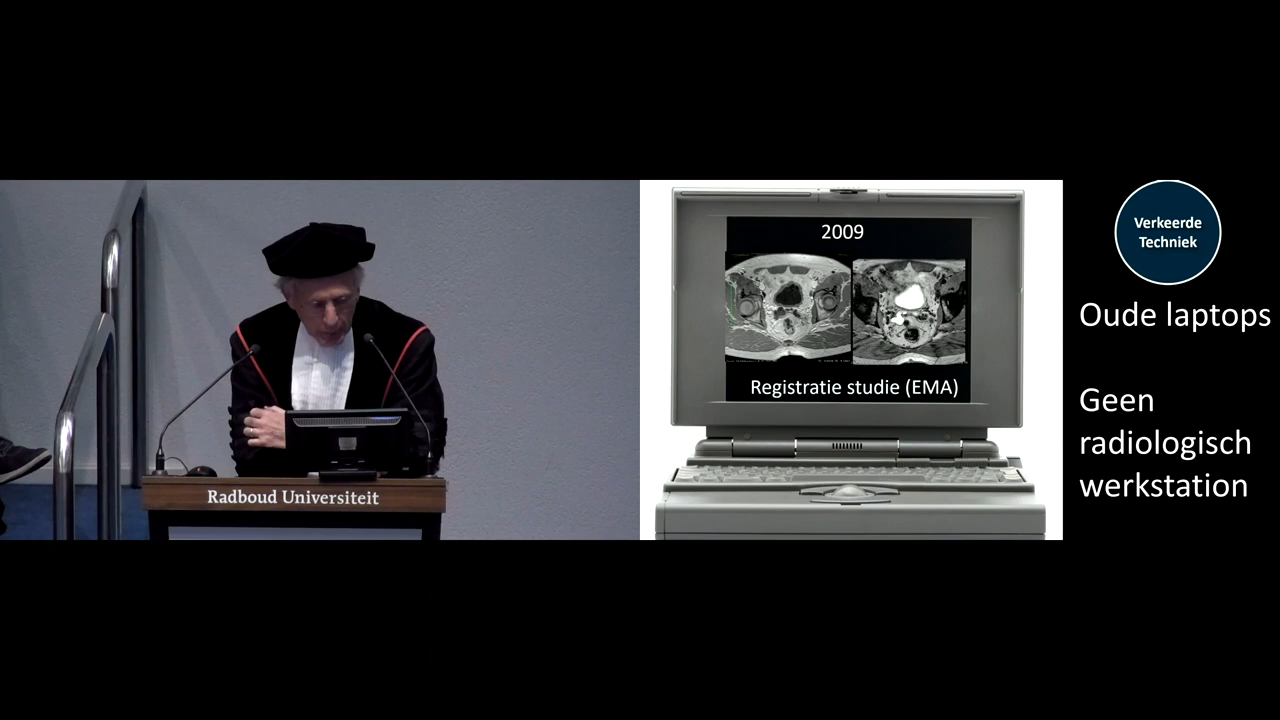 Radboud Universiteit
2009
Registratie studie (EMA)
Verkeerde
Techniek
Oude laptops
Geen
radiologisch
werkstation